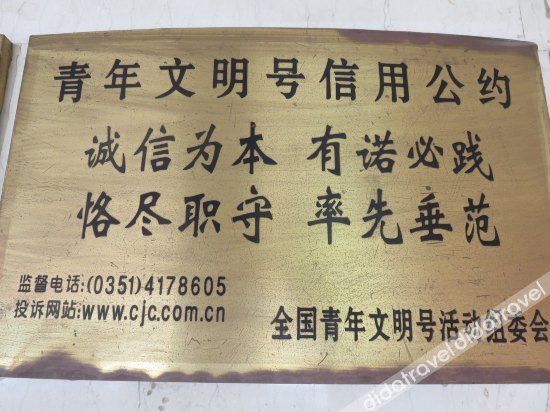 青年文明号信用公约
诚信为本 有诺必践
恪尽职守 率先垂范
监督电话:(0351)4178605
投诉网站:www.cjc.com.cn
全国青年文明号活动组委会
didatravel
didatravel